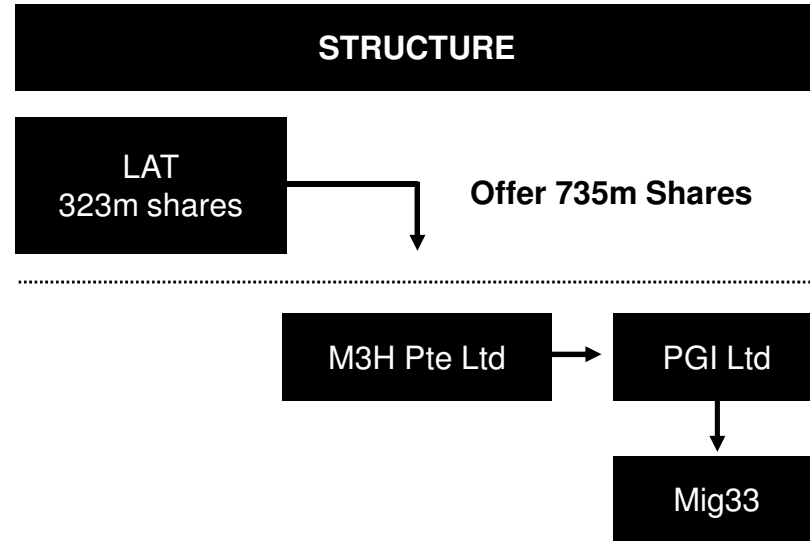 STRUCTURE
LAT
323m shares
Offer 735m Shares
M3H Pte Ltd
PGI Ltd
Mig33